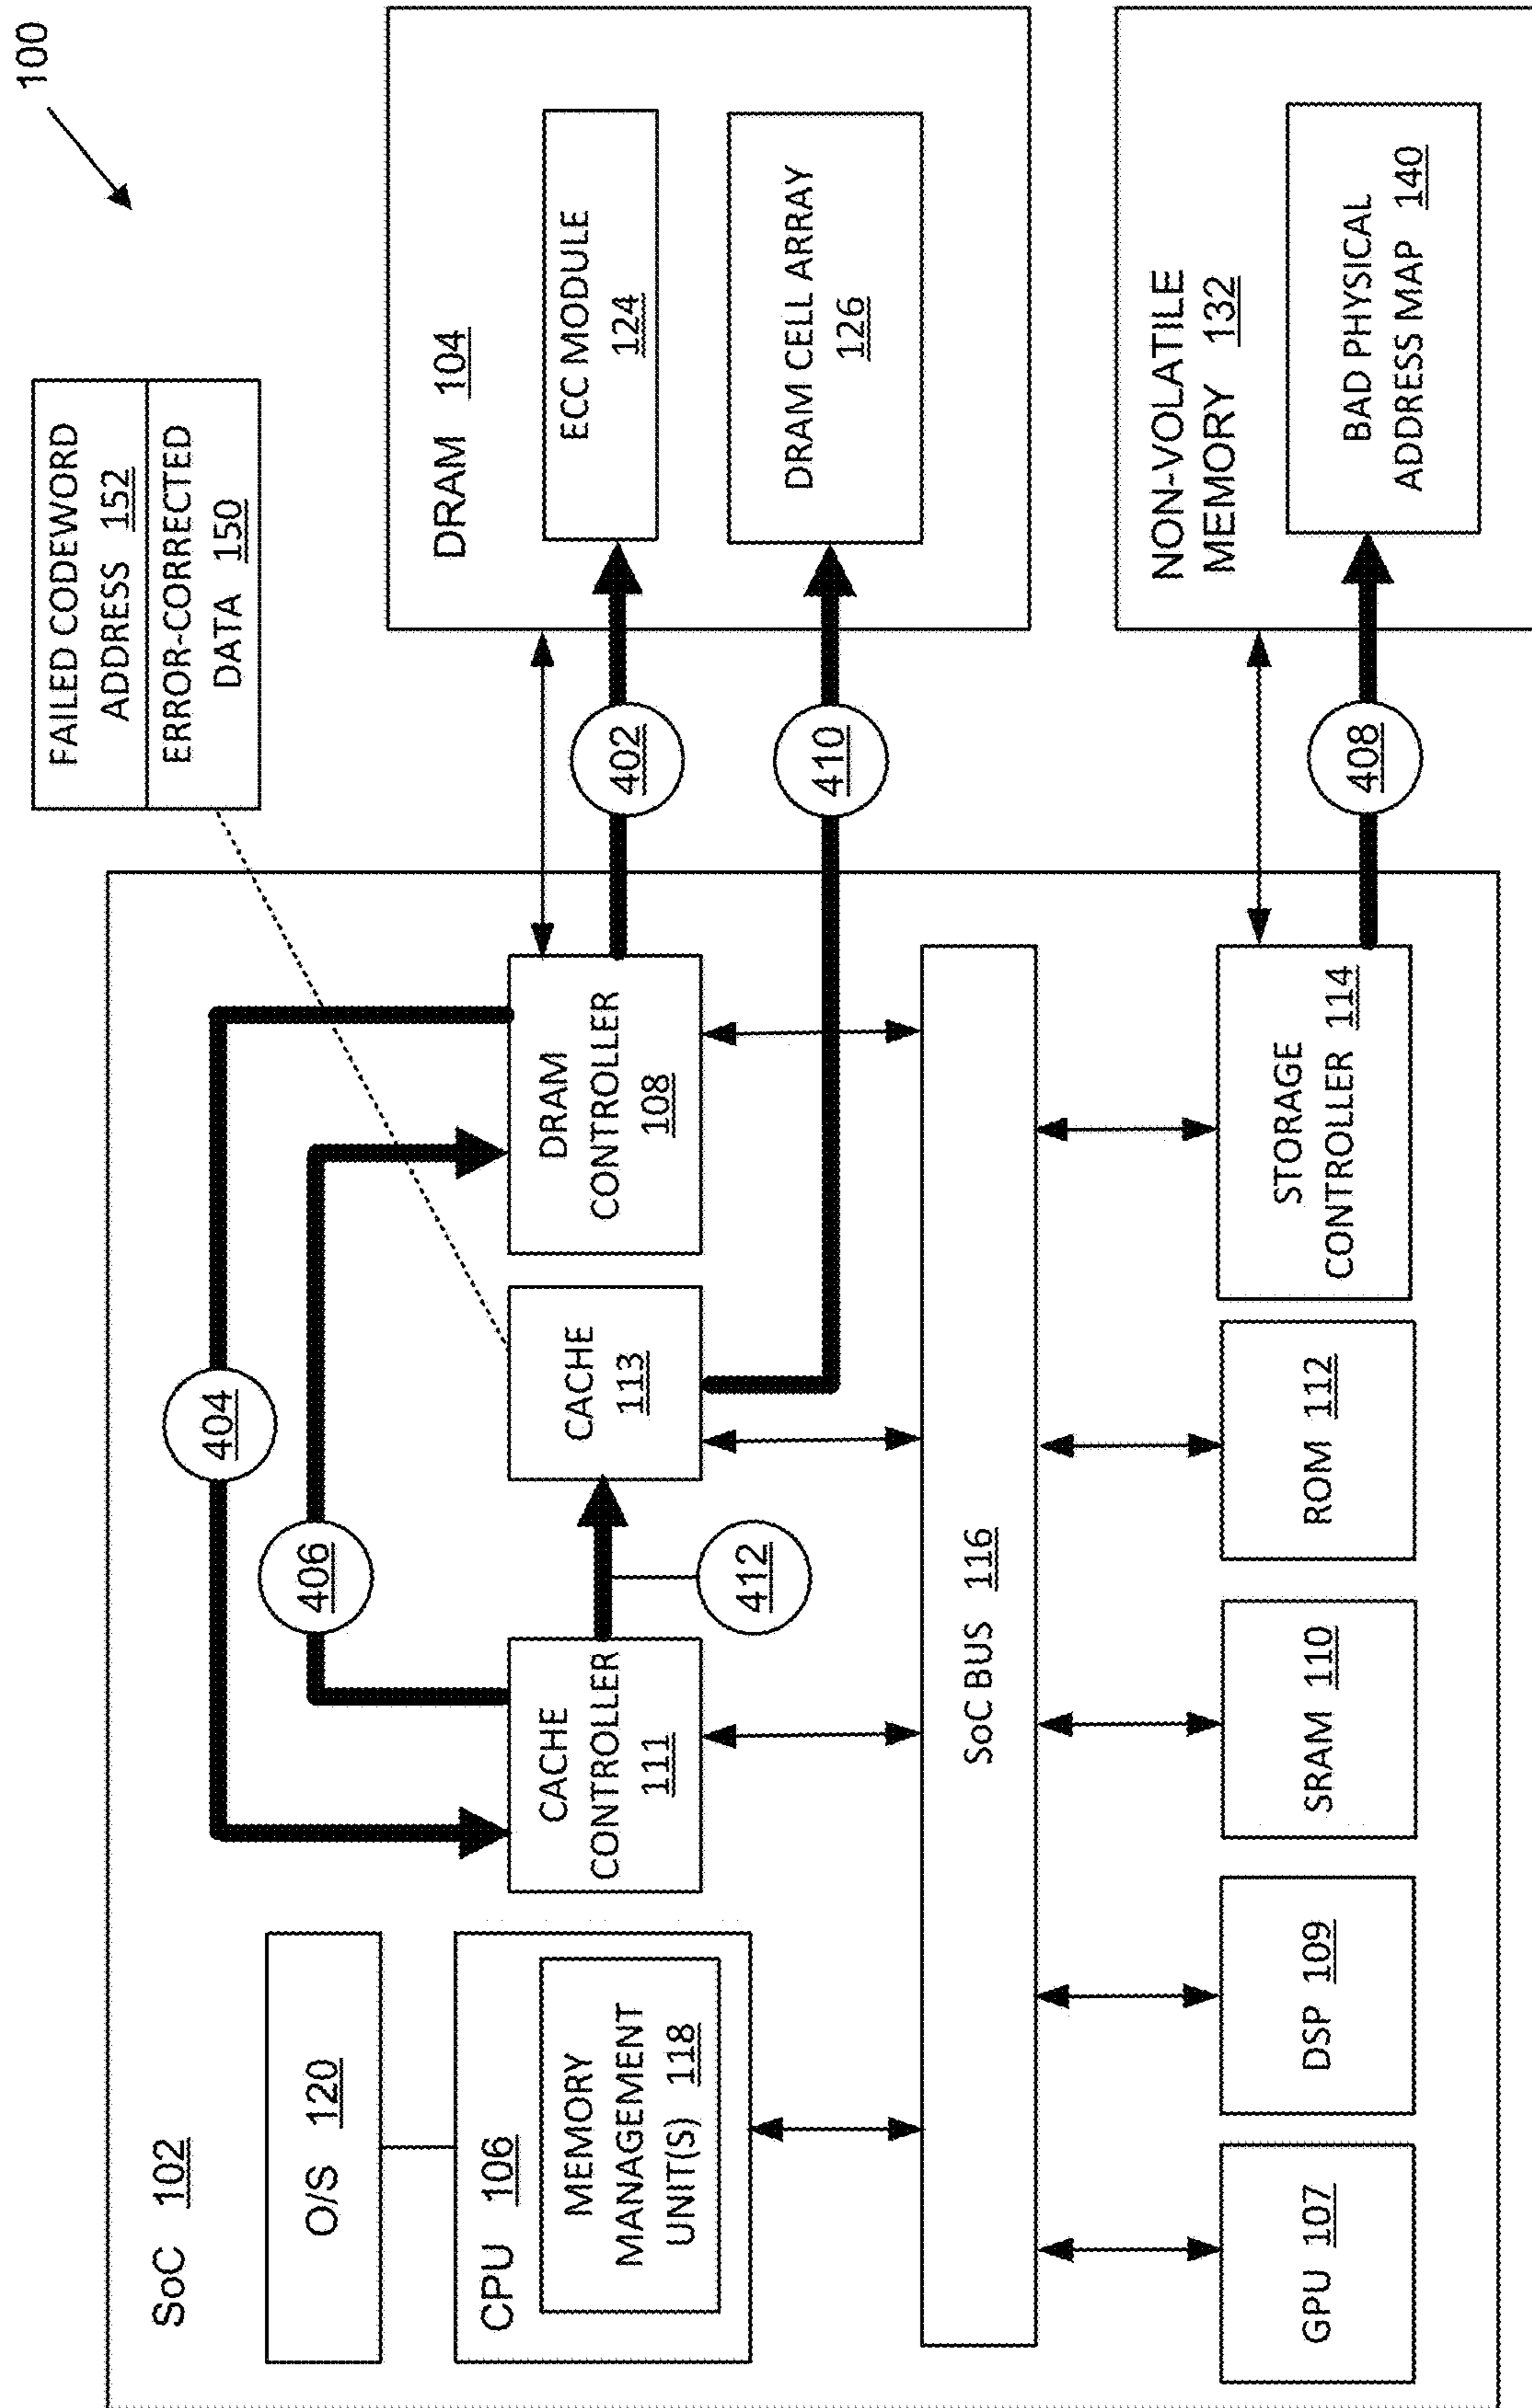 100
FAILED CODEWORD
ADDRESS 152
ERROR-CORRECTED
DATA 150
SoC 102
O/S 120
CPU 106
MEMORY
MANAGEMENT
UNIT(S) 118
404
406
CACHE
CONTROLLER
111
412
CACHE
113
DRAM
CONTROLLER
108
402
410
DRAM 104
ECC MODULE
124
DRAM CELL ARRAY
126
SoC BUS 116
GPU 107
DSP 109
SRAM 110
ROM 112
STORAGE
CONTROLLER 114
408
NON-VOLATILE
MEMORY 132
BAD PHYSICAL
ADDRESS MAP 140